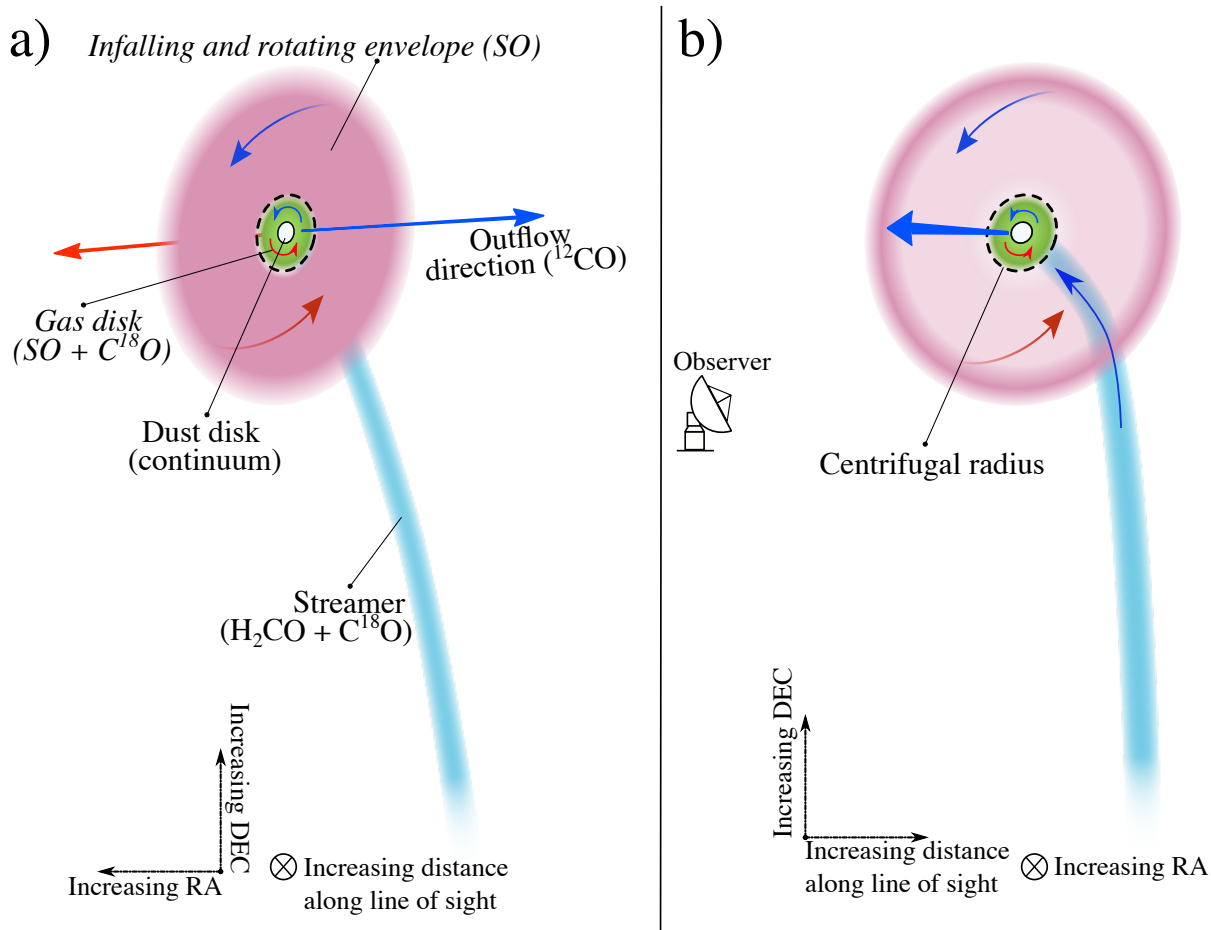 a)
Infalling and rotating envelope (SO)
Outflow
direction (¹²CO)
Gas disk
(SO + C¹⁸O)
Dust disk
(continuum)
Streamer
(H₂CO + C¹⁸O)
Increasing DEC
Increasing RA
Increasing distance
along line of sight
b)
Observer
Centrifugal radius
Increasing DEC
Increasing distance
along line of sight
Increasing RA